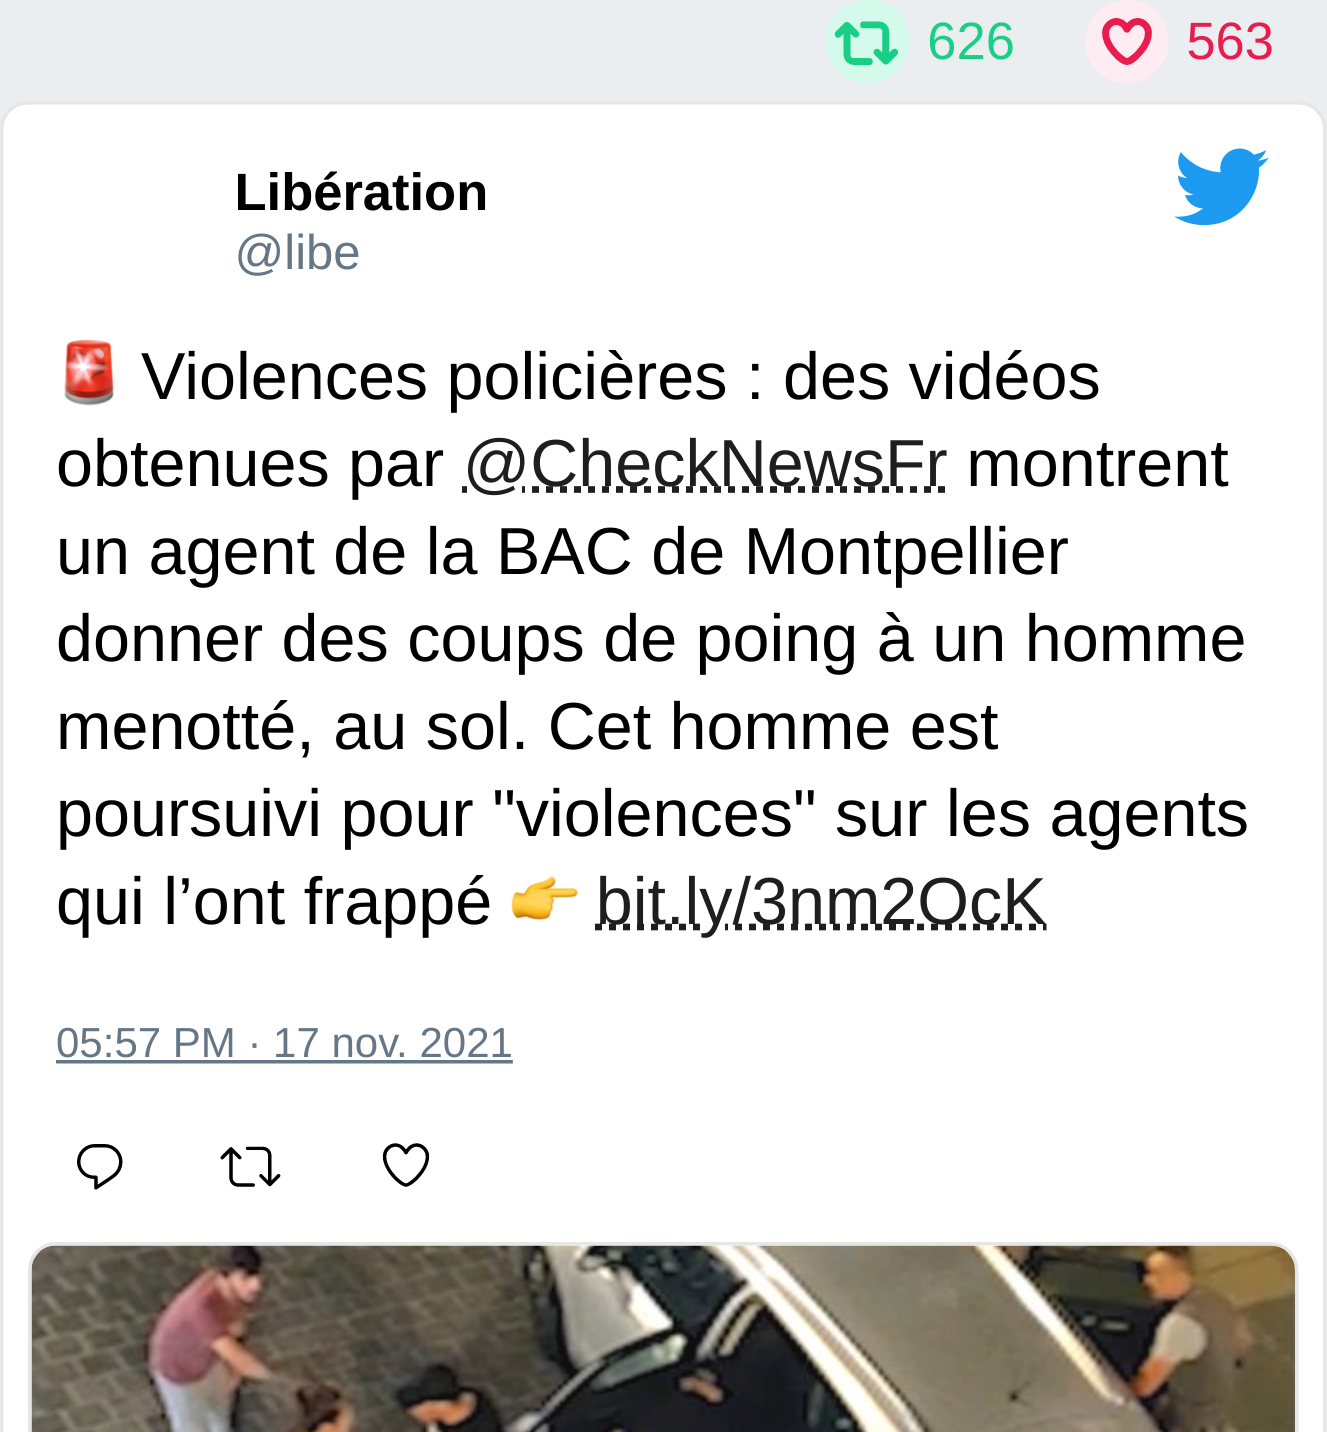 626 563
Libération
@libe
🚨 Violences policières : des vidéos
obtenues par @CheckNewsFr montrent
un agent de la BAC de Montpellier
donner des coups de poing à un homme
menotté, au sol. Cet homme est
poursuivi pour "violences" sur les agents
qui l’ont frappé 👉 bit.ly/3nm2OcK
05:57 PM · 17 nov. 2021